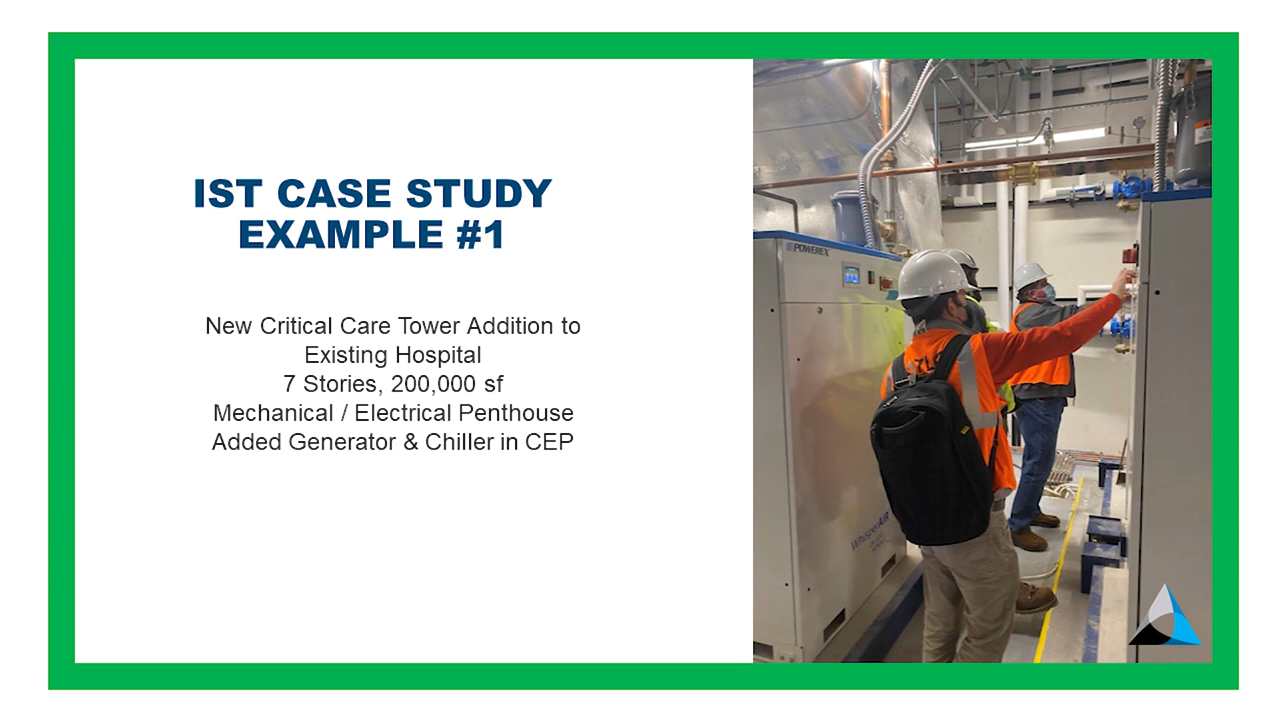 IST CASE STUDY
EXAMPLE #1
New Critical Care Tower Addition to
Existing Hospital
7 Stories, 200,000 sf
Mechanical / Electrical Penthouse
Added Generator & Chiller in CEP
POWEREX
WhisperAIR